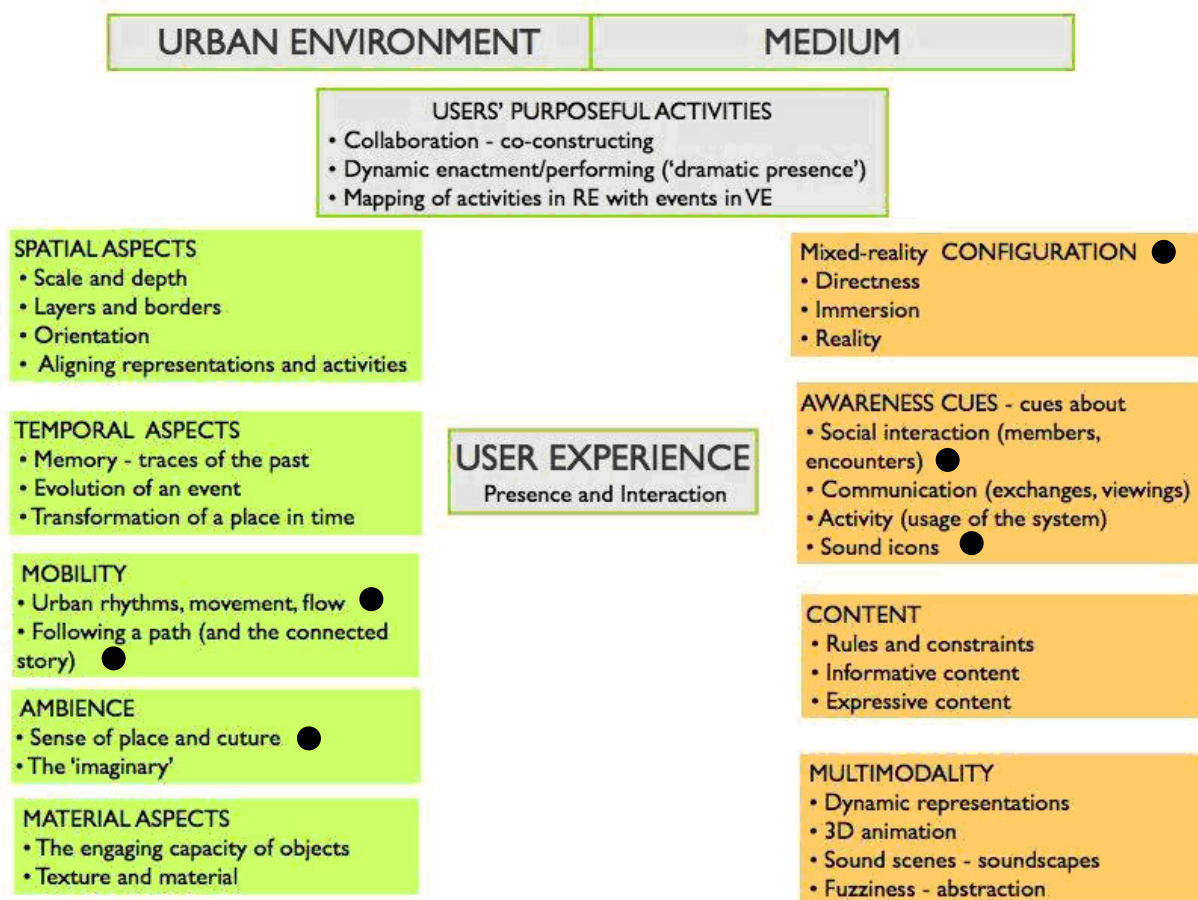 URBAN ENVIRONMENT
MEDIUM
USERS' PURPOSEFUL ACTIVITIES
• Collaboration - co-constructing
• Dynamic enactment/performing ('dramatic presence')
• Mapping of activities in RE with events in VE
SPATIAL ASPECTS
• Scale and depth
• Layers and borders
• Orientation
• Aligning representations and activities
TEMPORAL ASPECTS
• Memory - traces of the past
• Evolution of an event
• Transformation of a place in time
MOBILITY
• Urban rhythms, movement, flow
• Following a path (and the connected
story)
AMBIENCE
• Sense of place and cuture
• The 'imaginary'
MATERIAL ASPECTS
• The engaging capacity of objects
• Texture and material
USER EXPERIENCE
Presence and Interaction
Mixed-reality CONFIGURATION
• Directness
• Immersion
• Reality
AWARENESS CUES - cues about
• Social interaction (members,
encounters)
• Communication (exchanges, viewings)
• Activity (usage of the system)
• Sound icons
CONTENT
• Rules and constraints
• Informative content
• Expressive content
MULTIMODALITY
• Dynamic representations
• 3D animation
• Sound scenes - soundscapes
• Fuzziness - abstraction